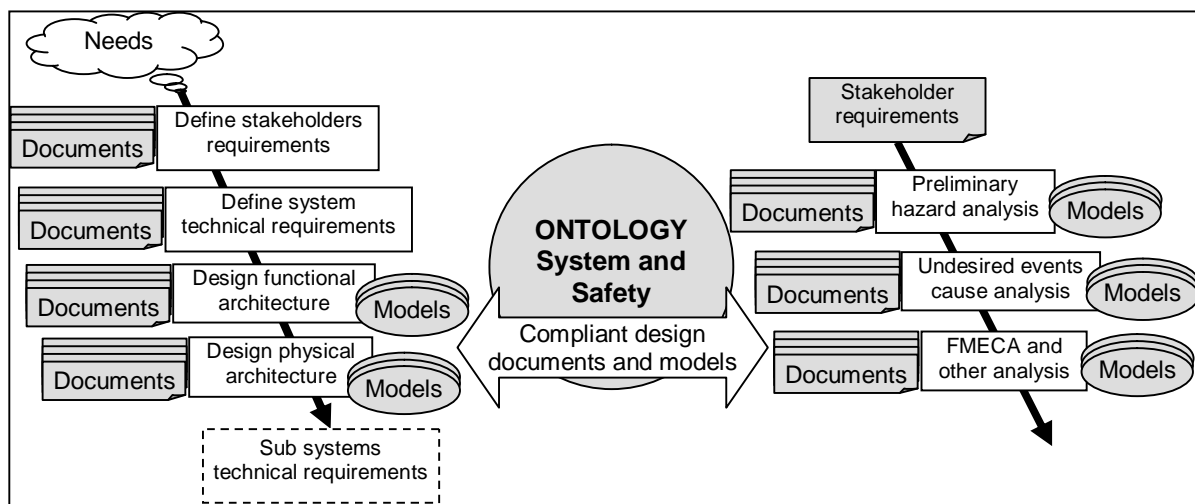 Needs
Documents
Define stakeholders
requirements
Documents
Define system
technical requirements
Documents
Design functional
architecture
Models
Documents
Design physical
architecture
Models
Sub systems
technical requirements
ONTOLOGY
System and
Safety
Compliant design
documents and models
Stakeholder
requirements
Documents
Preliminary
hazard analysis
Models
Documents
Undesired events
cause analysis
Models
Documents
FMECA and
other analysis
Models